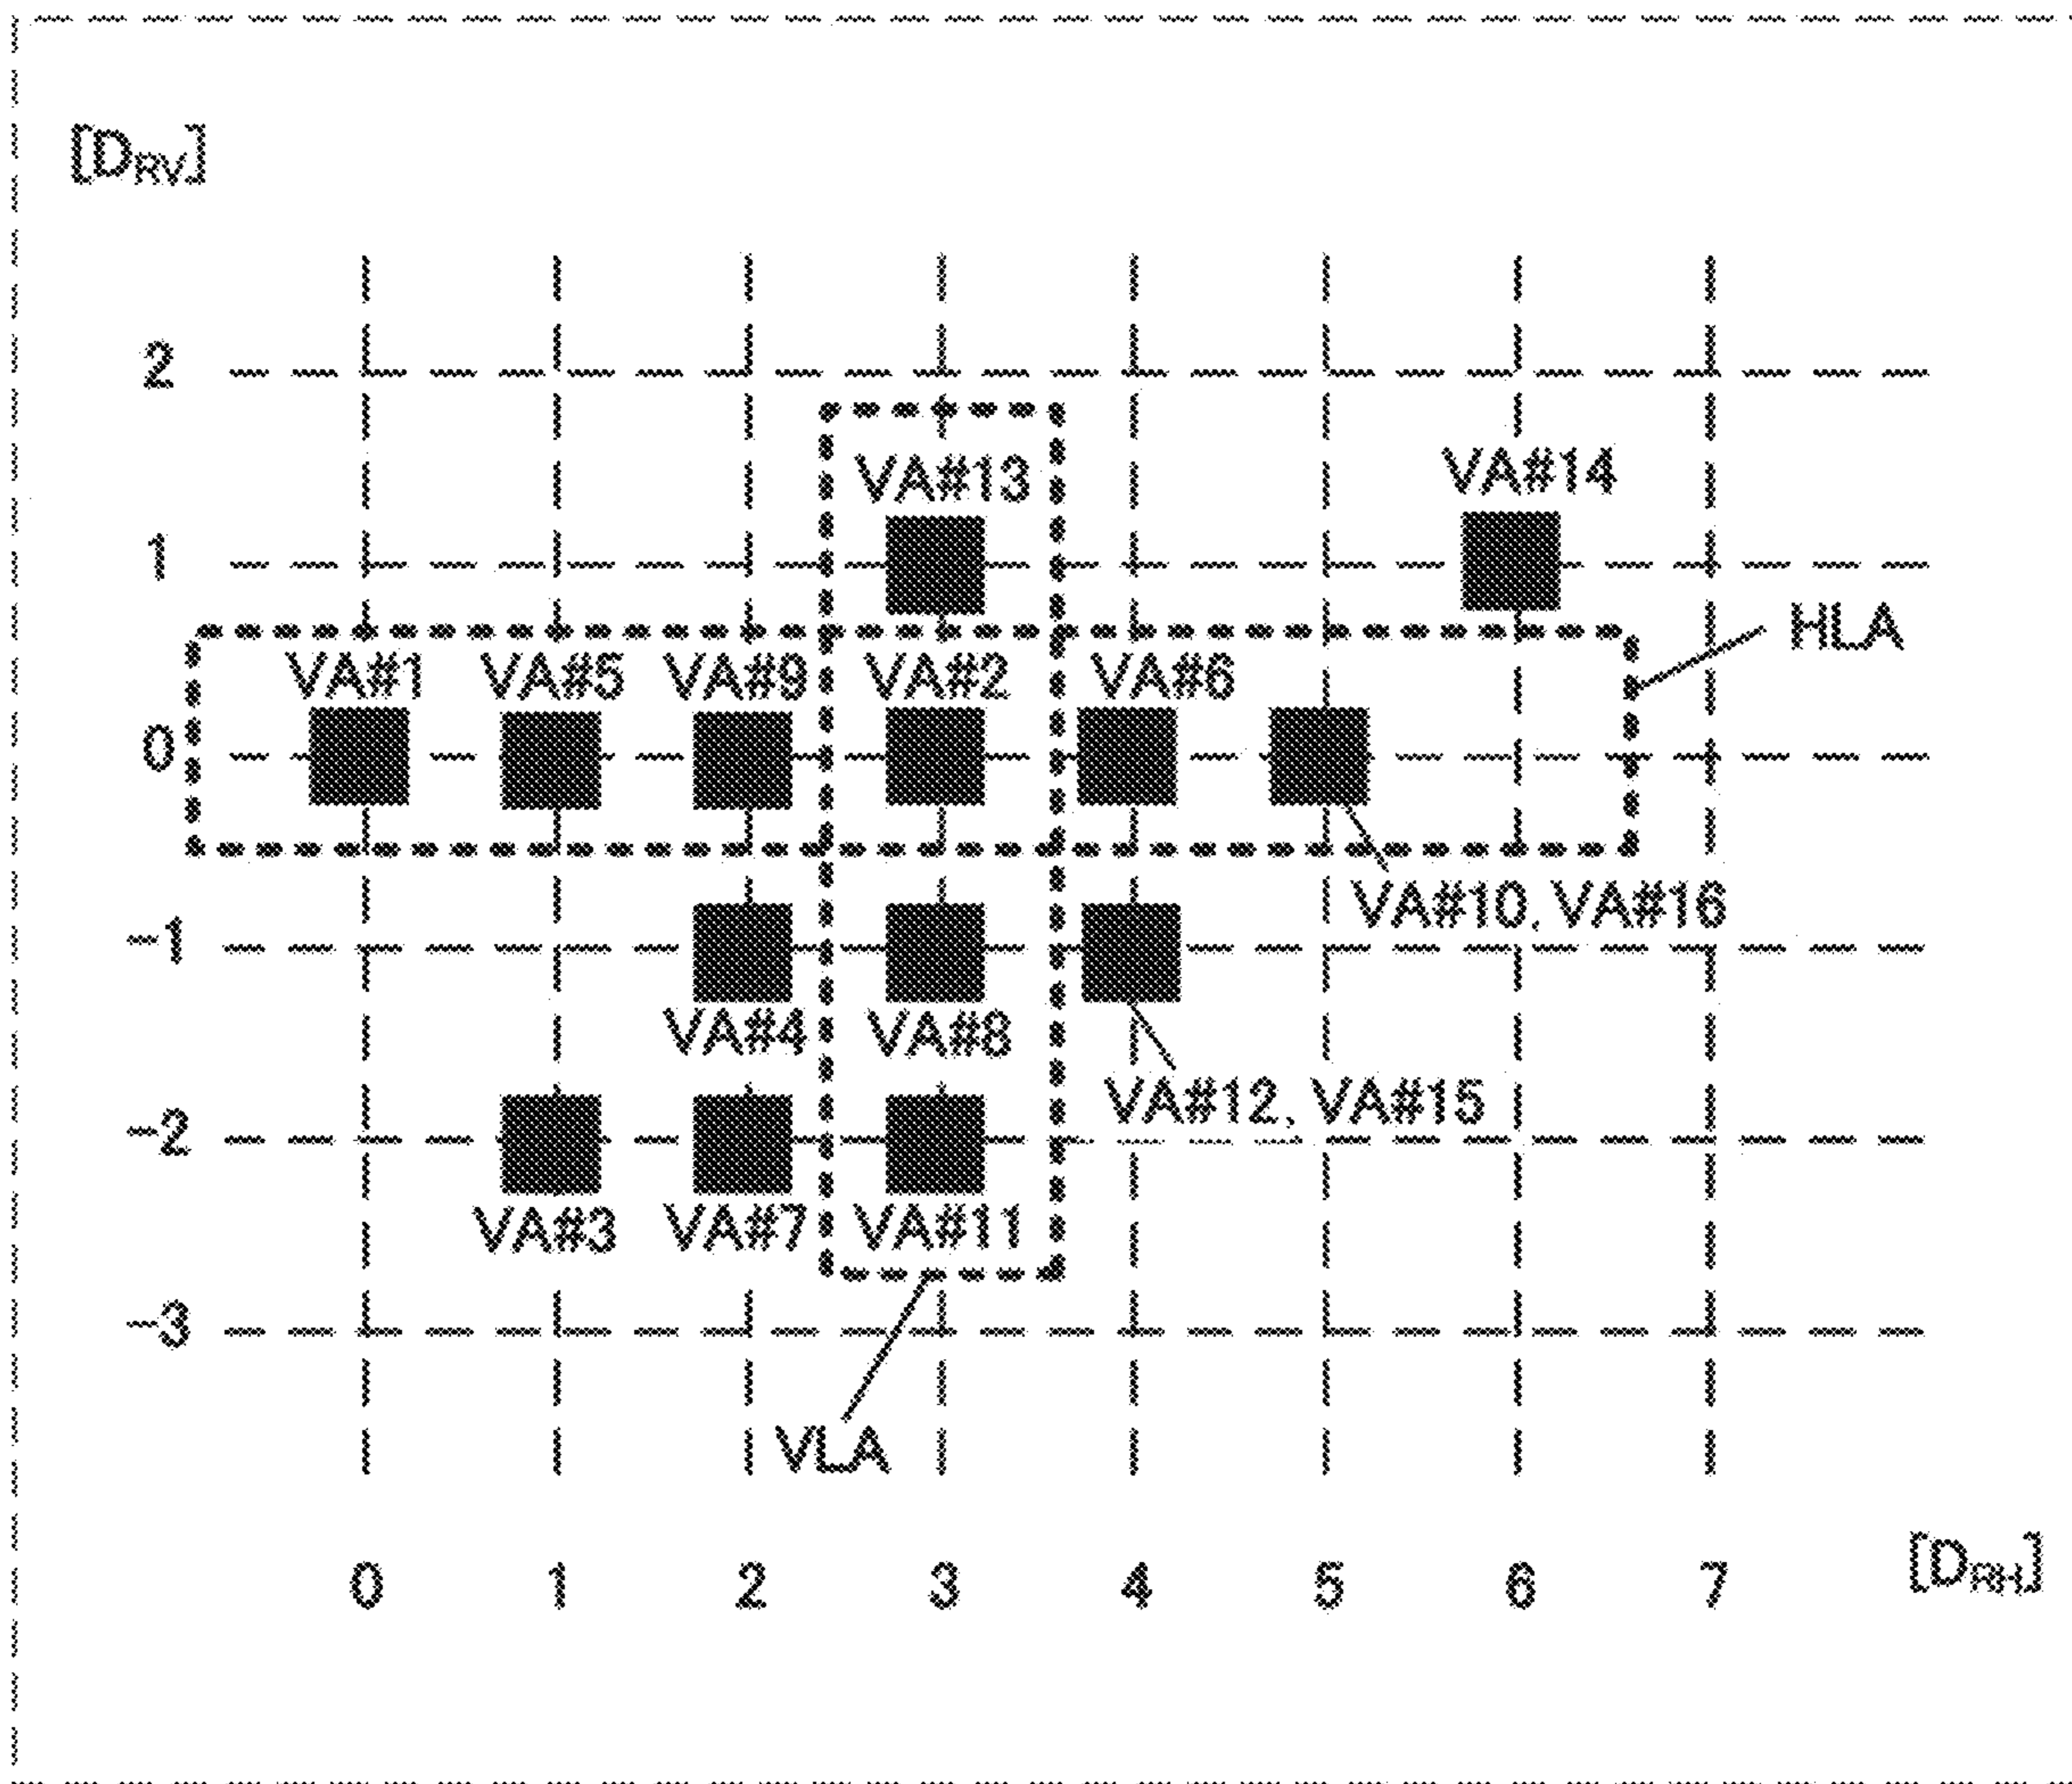 [DRV]
2
VA#13
VA#14
1
HLA
VA#1 VA#5 VA#9 VA#2 VA#6
0
VA#10, VA#16
-1
VA#4 VA#8
VA#12, VA#15
-2
VA#3 VA#7 VA#11
-3
VLA
0 1 2 3 4 5 6 7
[DRH]